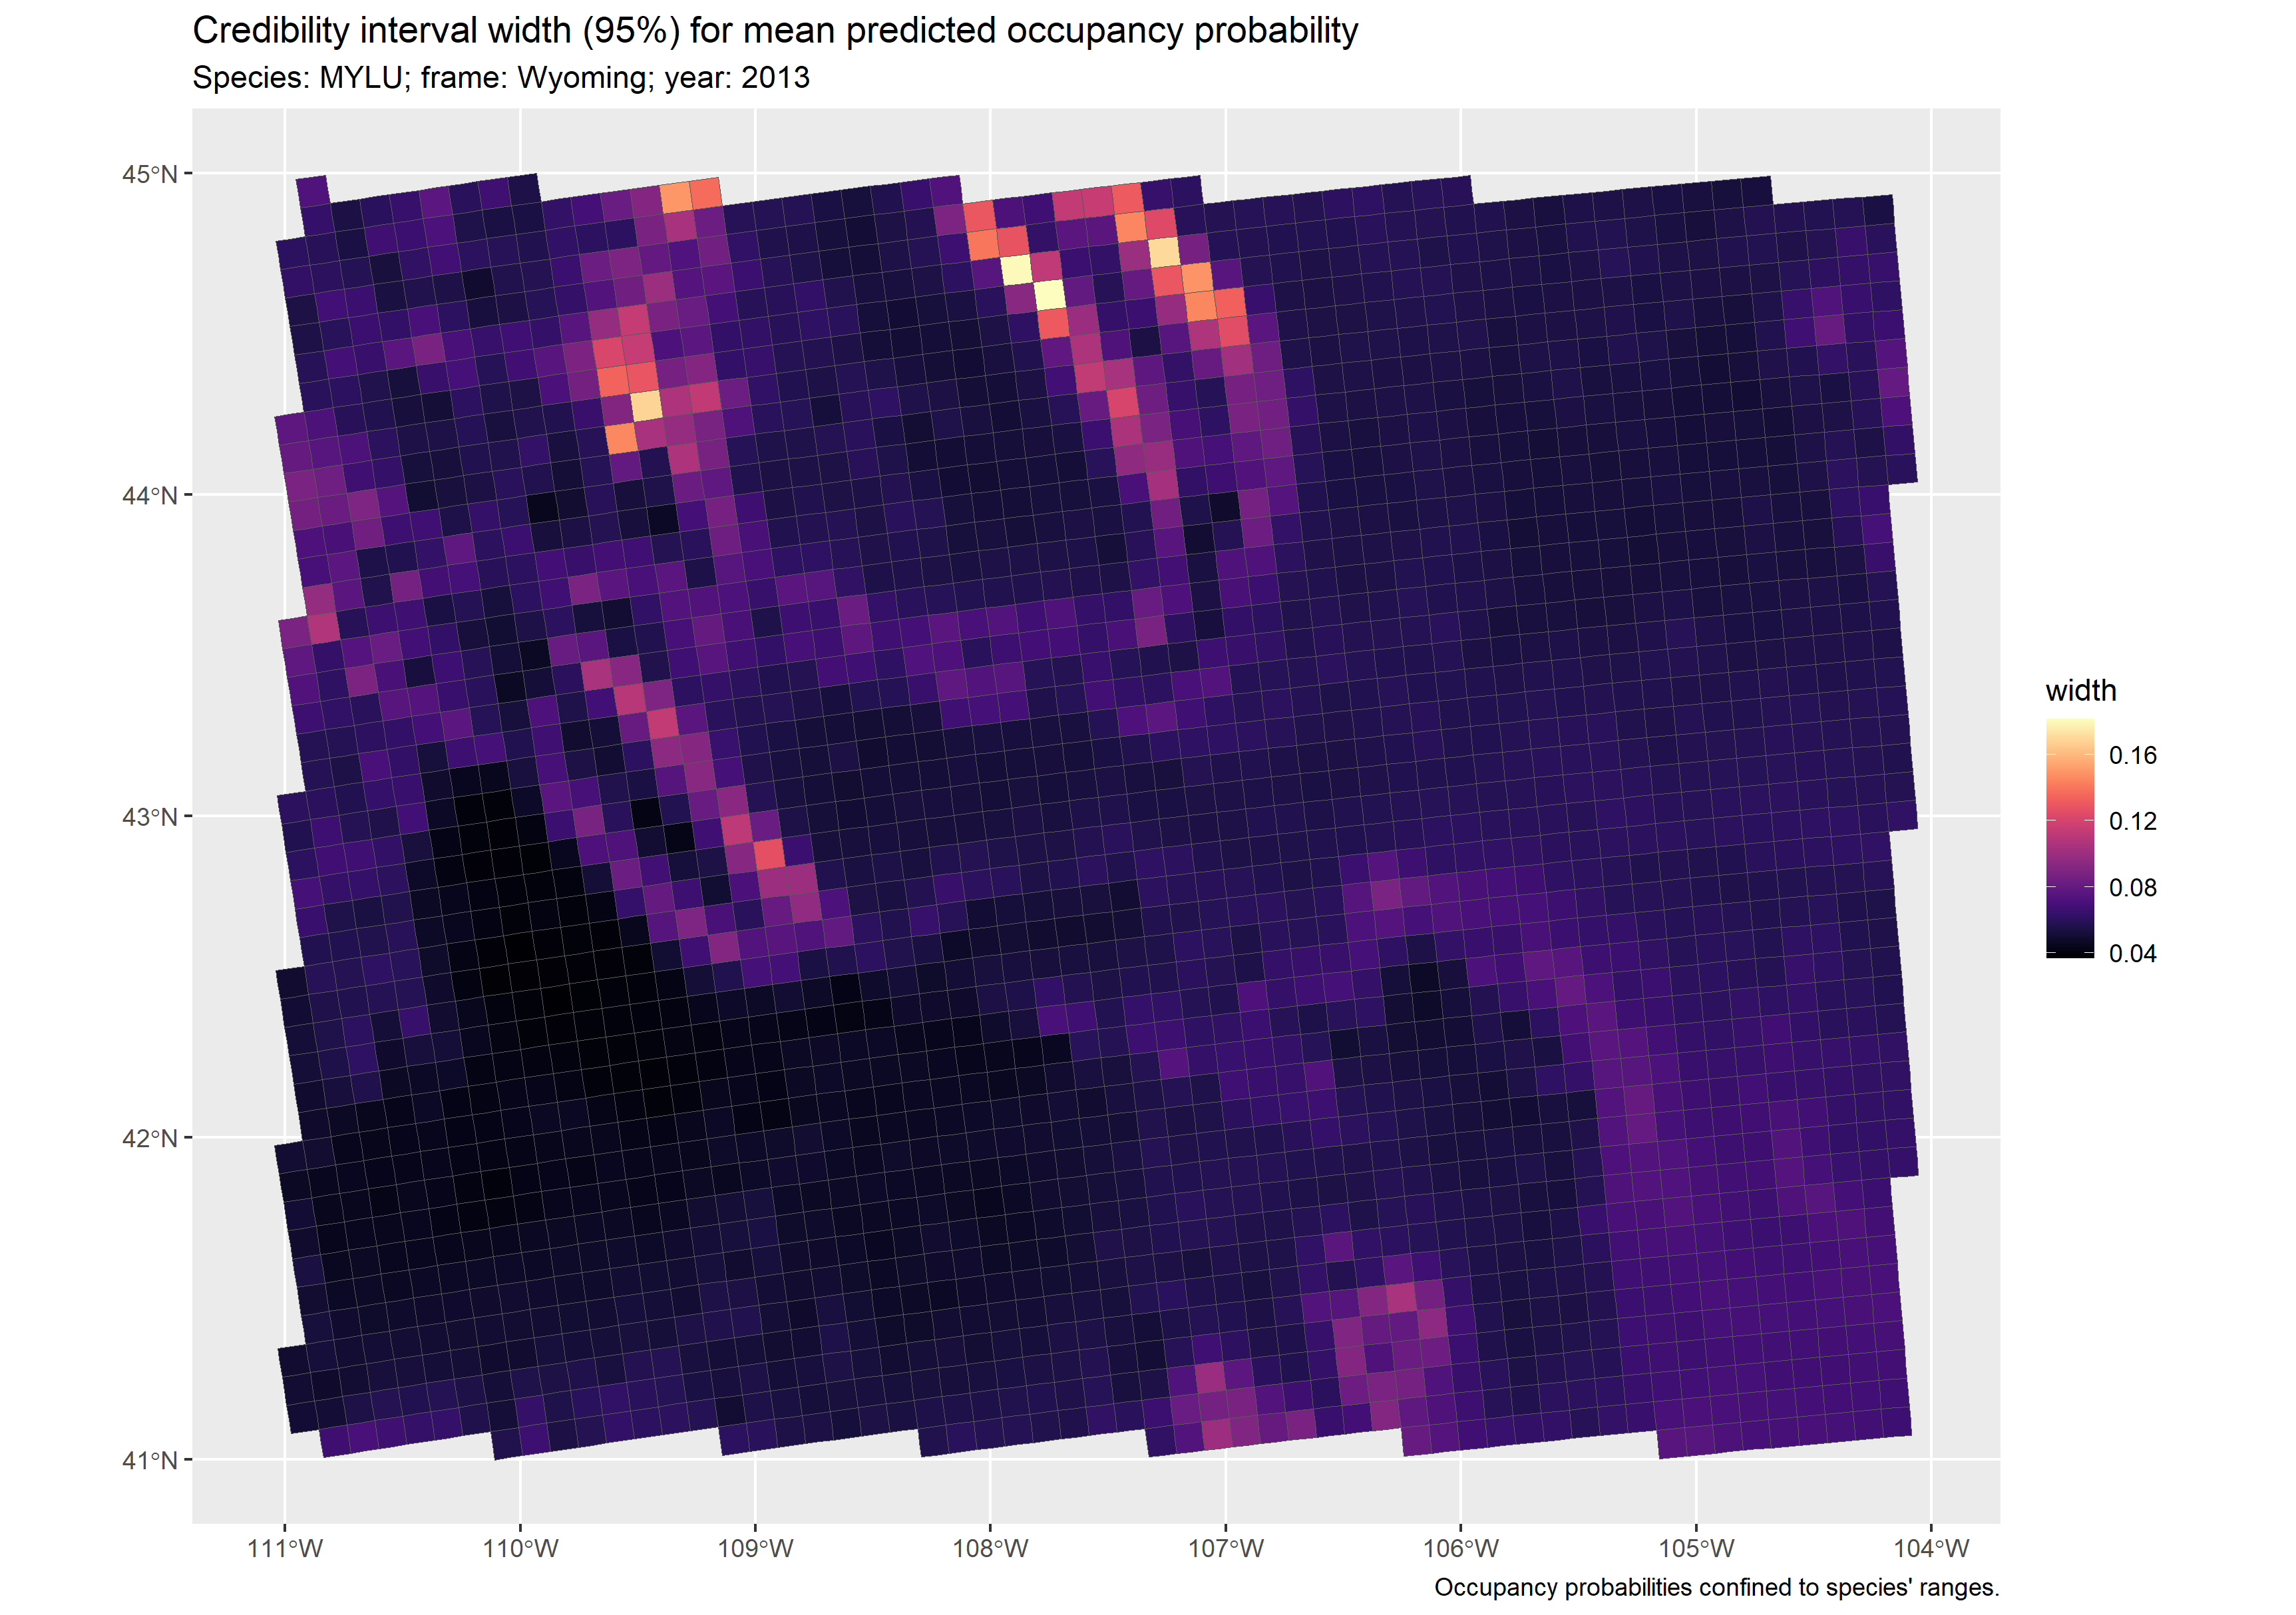 Credibility interval width (95%) for mean predicted occupancy probability
Species: MYLU; frame: Wyoming; year: 2013
45°N
44°N
43°N
42°N
41°N
111°W
110°W
109°W
108°W
107°W
106°W
105°W
104°W
width
0.16
0.12
0.08
0.04
Occupancy probabilities confined to species' ranges.